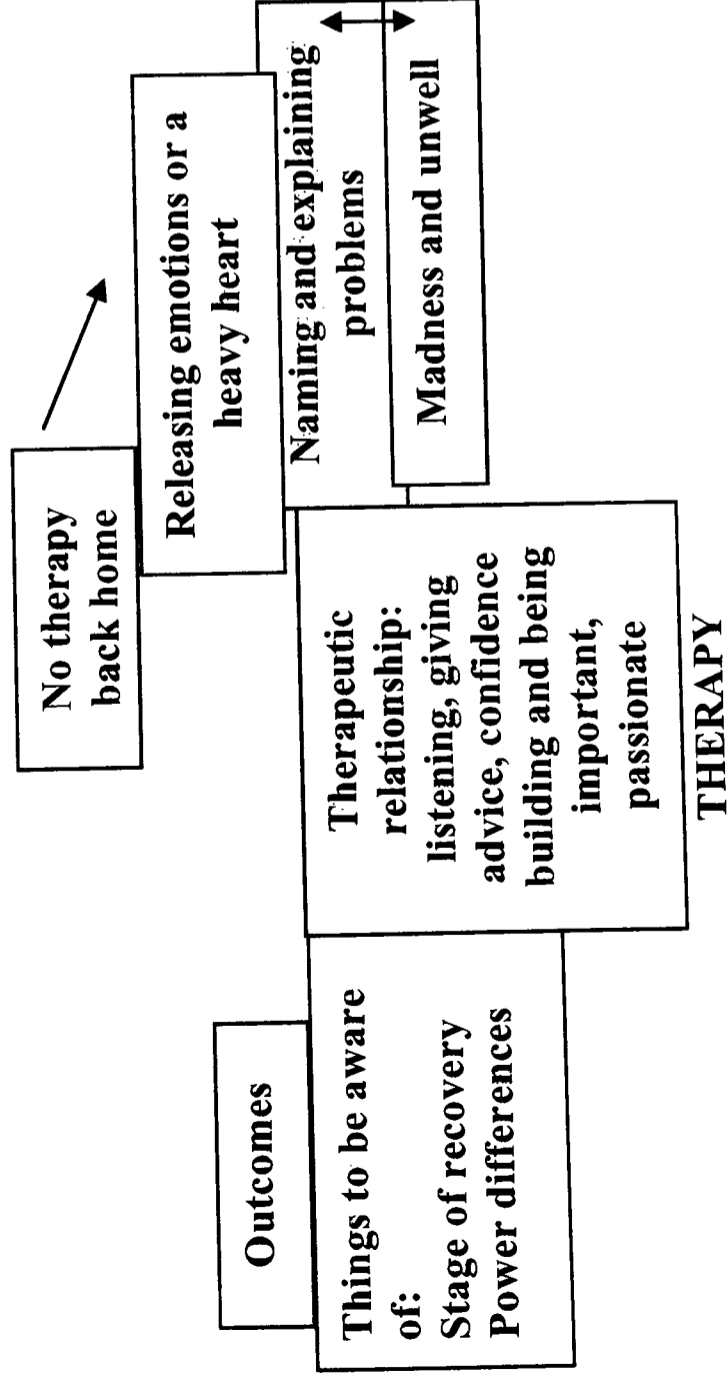 No therapy
back home
Releasing emotions or a
heavy heart
Naming and explaining
problems
Madness and unwell
Outcomes
Things to be aware
of:
Stage of recovery
Power differences
Therapeutic
relationship:
listening, giving
advice, confidence
building and being
important,
passionate
THERAPY